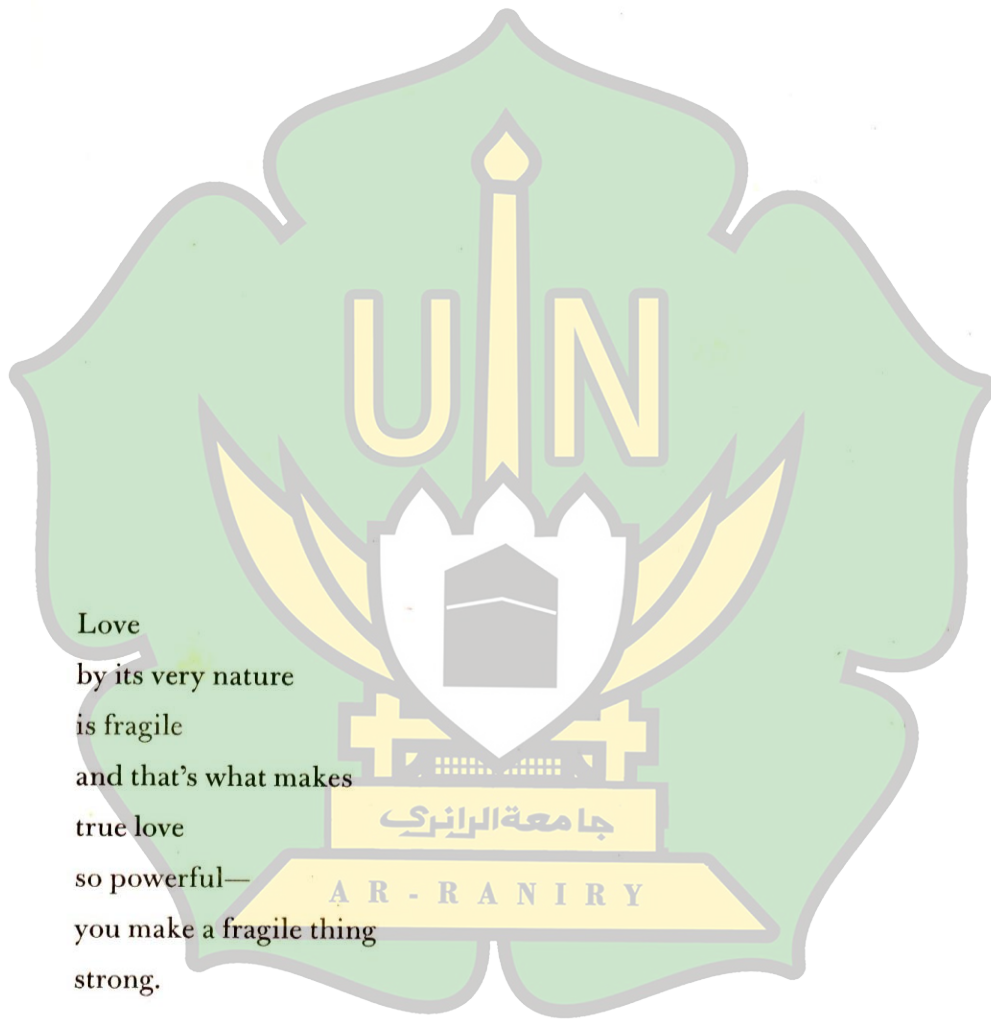 UIN
Love
by its very nature
is fragile
and that’s what makes
true love
جامعة الرانري
so powerful—
AR-RANIRY
you make a fragile thing
strong.